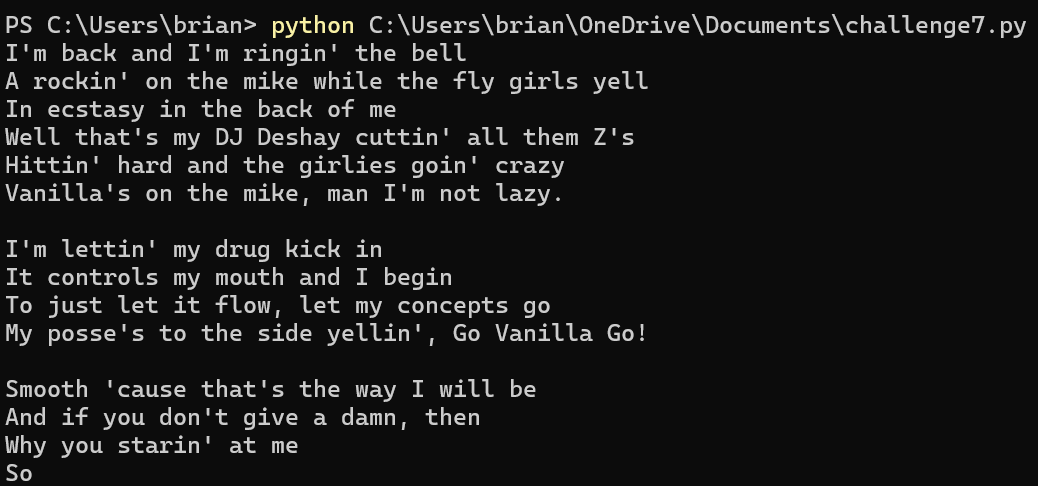 PS C:\Users\brian> python C:\Users\brian\OneDrive\Documents\challenge7.py
I'm back and I'm ringin' the bell
A rockin' on the mike while the fly girls yell
In ecstasy in the back of me
Well that's my DJ Deshay cuttin' all them Z's
Hittin' hard and the girlies goin' crazy
Vanilla's on the mike, man I'm not lazy.

I'm lettin' my drug kick in
It controls my mouth and I begin
To just let it flow, let my concepts go
My posse's to the side yellin', Go Vanilla Go!

Smooth 'cause that's the way I will be
And if you don't give a damn, then
Why you starin' at me
So